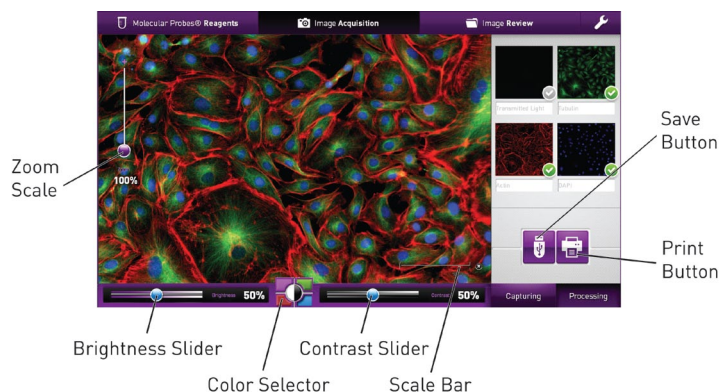 Molecular Probes® Reagents
Image Acquisition
Image Review
Transmitted Light
Tubulin
Actin
DAPI
Save
Button
Zoom
Scale
100%
Print
Button
Brightness
50%
Contrast
50%
Capturing
Processing
Brightness Slider
Contrast Slider
Color Selector
Scale Bar